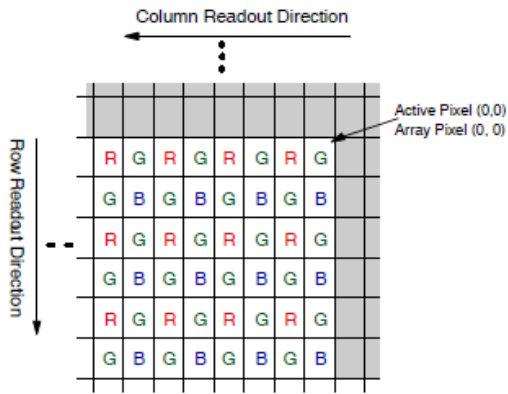 Column Readout Direction
Active Pixel (0,0)
Array Pixel (0, 0)
Row Readout Direction
R G R G R G R G
G B G B G B G B
R G R G R G R G
G B G B G B G B
R G R G R G R G
G B G B G B G B